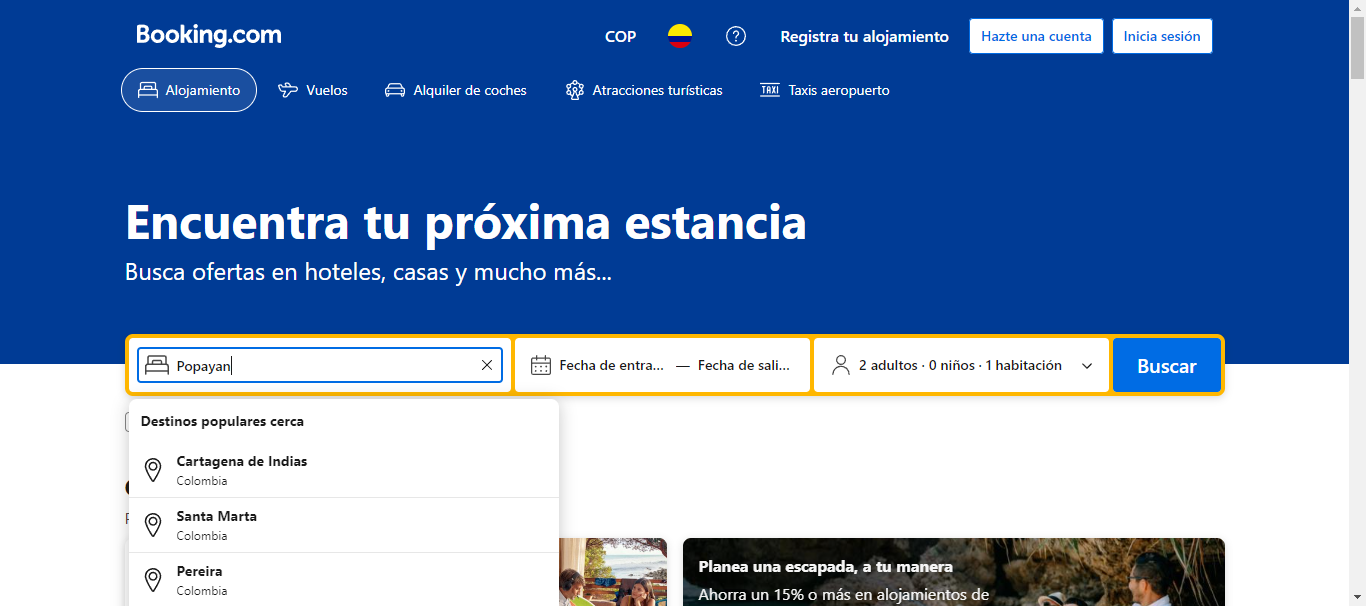 Booking.com
COP
Registra tu alojamiento
Hazte una cuenta
Inicia sesión
Alojamiento
Vuelos
Alquiler de coches
Atracciones turísticas
TAXI
Taxis aeropuerto
Encuentra tu próxima estancia
Busca ofertas en hoteles, casas y mucho más...
Popayan
Fecha de entra... — Fecha de sali...
2 adultos · 0 niños · 1 habitación
Buscar
Destinos populares cerca
Cartagena de Indias
Colombia
Santa Marta
Colombia
Pereira
Colombia
Planea una escapada, a tu manera
Ahorra un 15% o más en alojamientos de